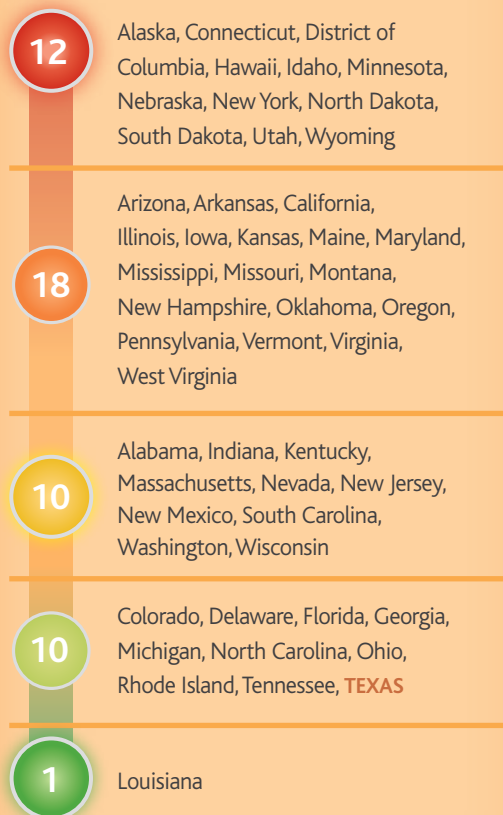 12
Alaska, Connecticut, District of
Columbia, Hawaii, Idaho, Minnesota,
Nebraska, New York, North Dakota,
South Dakota, Utah, Wyoming
18
Arizona, Arkansas, California,
Illinois, Iowa, Kansas, Maine, Maryland,
Mississippi, Missouri, Montana,
New Hampshire, Oklahoma, Oregon,
Pennsylvania, Vermont, Virginia,
West Virginia
10
Alabama, Indiana, Kentucky,
Massachusetts, Nevada, New Jersey,
New Mexico, South Carolina,
Washington, Wisconsin
10
Colorado, Delaware, Florida, Georgia,
Michigan, North Carolina, Ohio,
Rhode Island, Tennessee, TEXAS
1
Louisiana